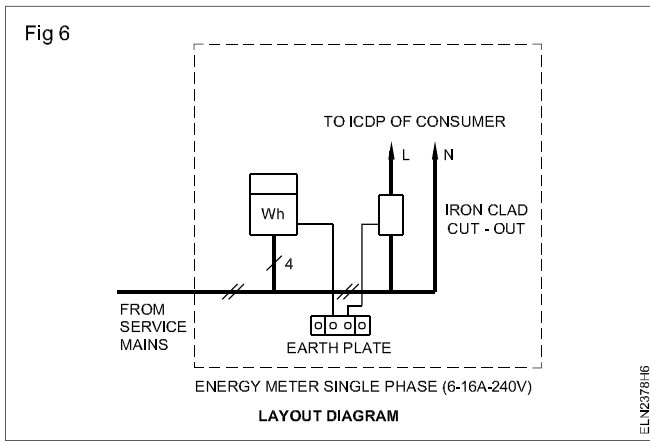 Fig 6
TO ICDP OF CONSUMER
L
N
Wh
IRON CLAD
CUT - OUT
4
FROM
SERVICE
MAINS
EARTH PLATE
ENERGY METER SINGLE PHASE (6-16A-240V)
LAYOUT DIAGRAM
ELN2378H6